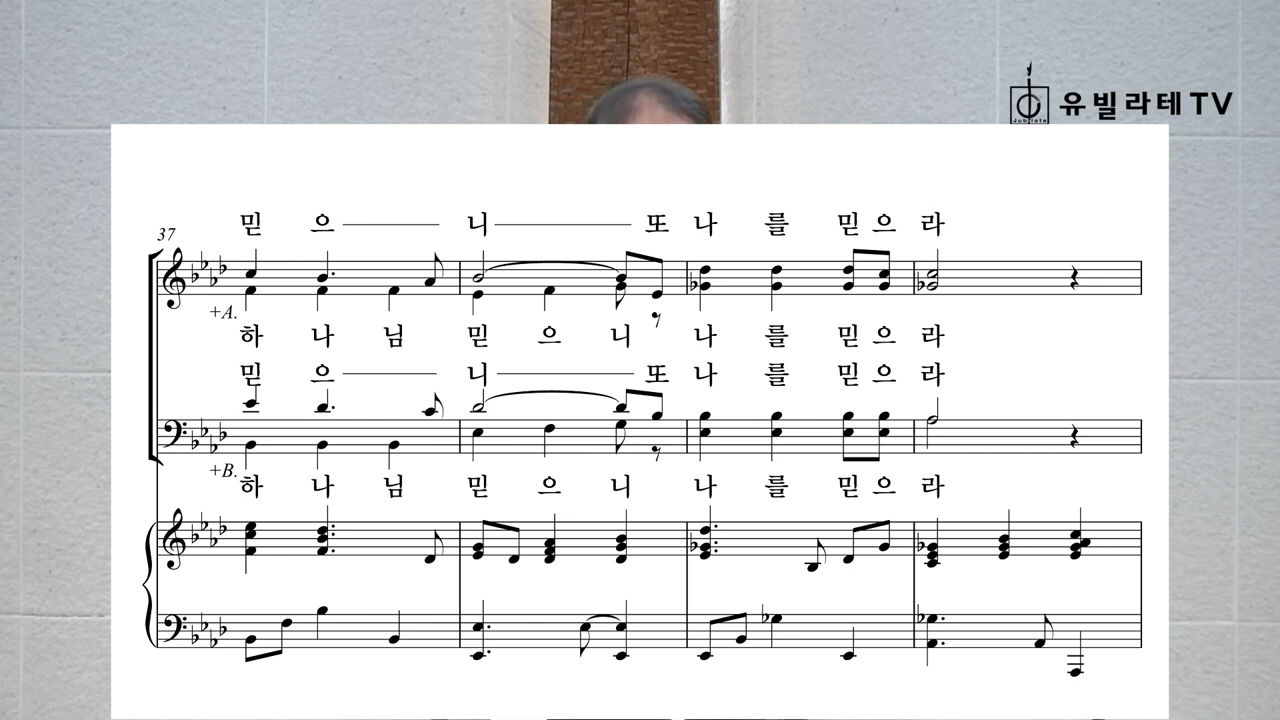 유빌라테 TV
Jubilate
믿 으 니 또 나 를 믿 으 라
37
+A.
하 나 님 믿 으 니 나 를 믿 으 라
믿 으 니 또 나 를 믿 으 라
+B.
하 나 님 믿 으 니 나 를 믿 으 라